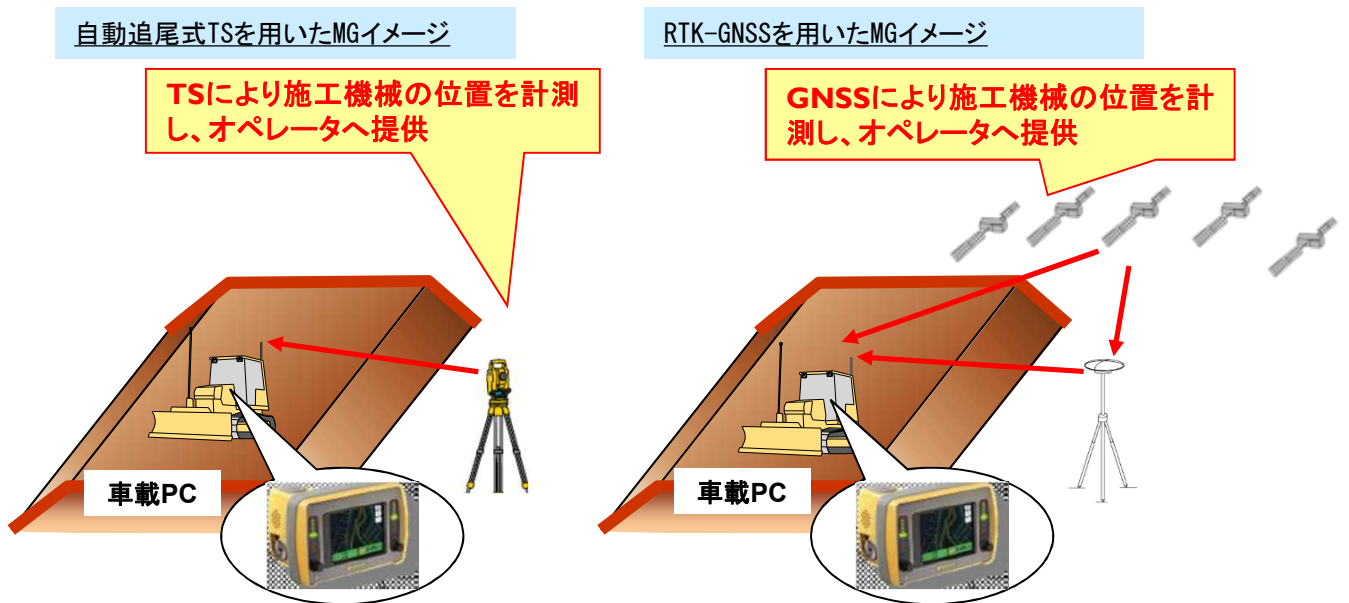 自動追尾式TSを用いたMGイメージ
TSにより施工機械の位置を計測
し、オペレータへ提供
車載PC
RTK-GNSSを用いたMGイメージ
GNSSにより施工機械の位置を計
測し、オペレータへ提供
車載PC